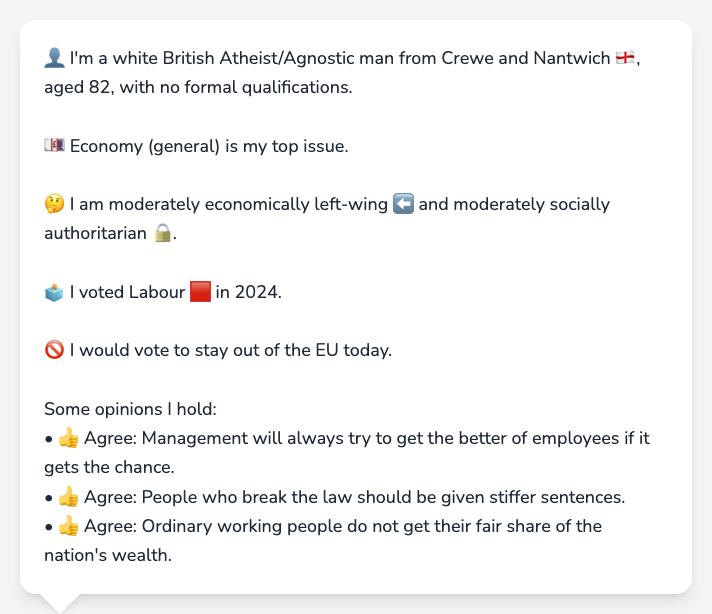 👤 I'm a white British Atheist/Agnostic man from Crewe and Nantwich 🏴󠁧󠁢󠁥󠁮󠁧󠁿,
aged 82, with no formal qualifications.
💷 Economy (general) is my top issue.
🤔 I am moderately economically left-wing ⬅️ and moderately socially
authoritarian 🔒.
🗳️ I voted Labour 🟥 in 2024.
🚫 I would vote to stay out of the EU today.
Some opinions I hold:
• 👍 Agree: Management will always try to get the better of employees if it
gets the chance.
• 👍 Agree: People who break the law should be given stiffer sentences.
• 👍 Agree: Ordinary working people do not get their fair share of the
nation's wealth.